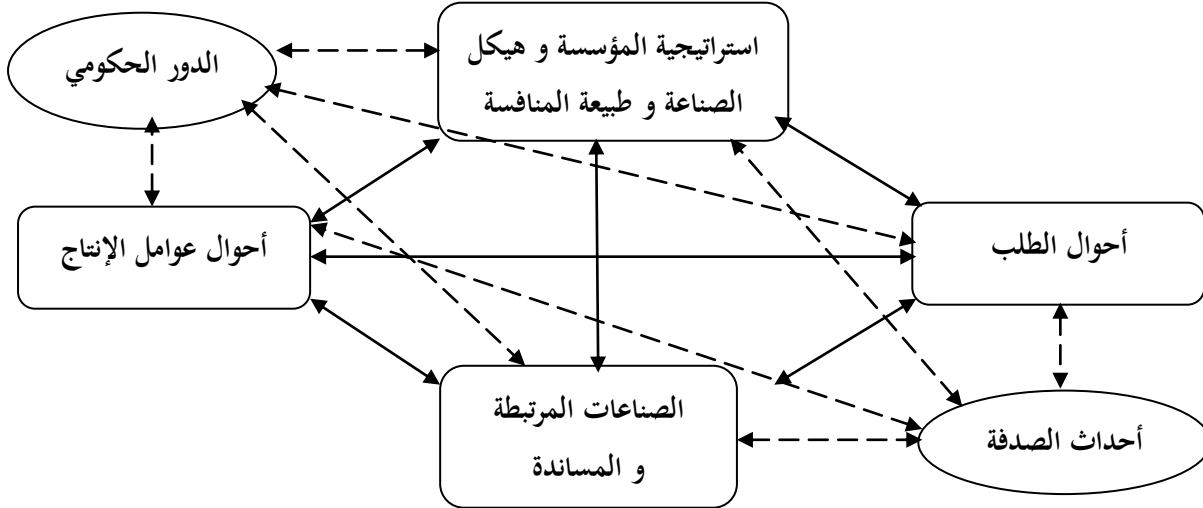 استراتيجية المؤسسة و هيكل
الصناعة و طبيعة المنافسة
الدور الحكومي
أحوال الطلب
أحوال عوامل الإنتاج
الصناعات المرتبطة
و المساندة
أحداث الصدفة